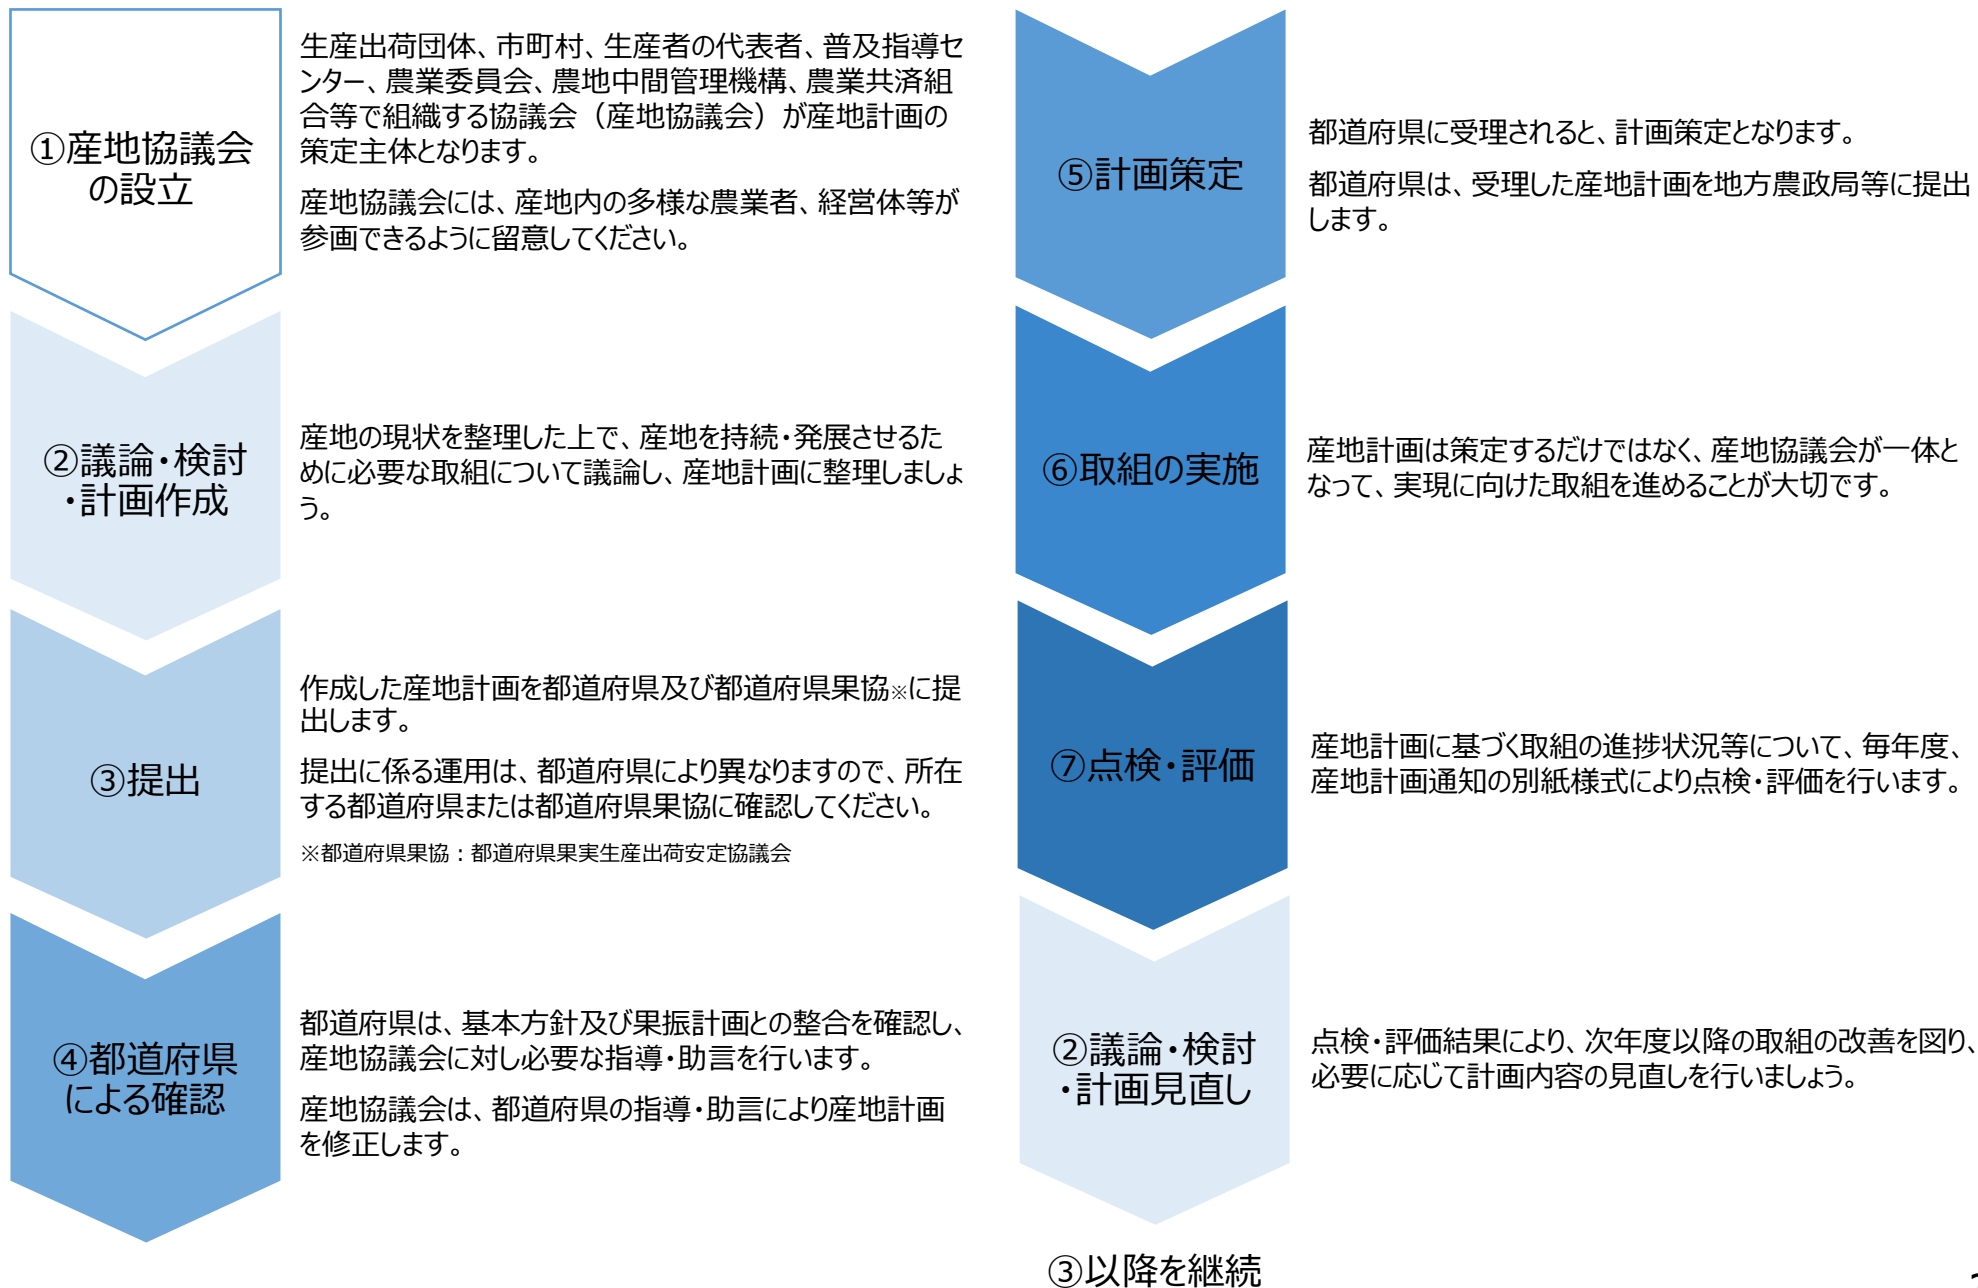 ①産地協議会
の設立
生産出荷団体、市町村、生産者の代表者、普及指導セ
ンター、農業委員会、農地中間管理機構、農業共済組
合等で組織する協議会（産地協議会）が産地計画の
策定主体となります。
産地協議会には、産地内の多様な農業者、経営体等が
参画できるように留意してください。
②議論・検討
・計画作成
産地の現状を整理した上で、産地を持続・発展させるた
めに必要な取組について議論し、産地計画に整理しましょ
う。
③提出
作成した産地計画を都道府県及び都道府県果協※に提
出します。
提出に係る運用は、都道府県により異なりますので、所在
する都道府県または都道府県果協に確認してください。
※都道府県果協：都道府県果実生産出荷安定協議会
④都道府県
による確認
都道府県は、基本方針及び果振計画との整合を確認し、
産地協議会に対し必要な指導・助言を行います。
産地協議会は、都道府県の指導・助言により産地計画
を修正します。
⑤計画策定
都道府県に受理されると、計画策定となります。
都道府県は、受理した産地計画を地方農政局等に提出
します。
⑥取組の実施
産地計画は策定するだけではなく、産地協議会が一体と
なって、実現に向けた取組を進めることが大切です。
⑦点検・評価
産地計画に基づく取組の進捗状況等について、毎年度、
産地計画通知の別紙様式により点検・評価を行います。
②議論・検討
・計画見直し
点検・評価結果により、次年度以降の取組の改善を図り、
必要に応じて計画内容の見直しを行いましょう。
③以降を継続